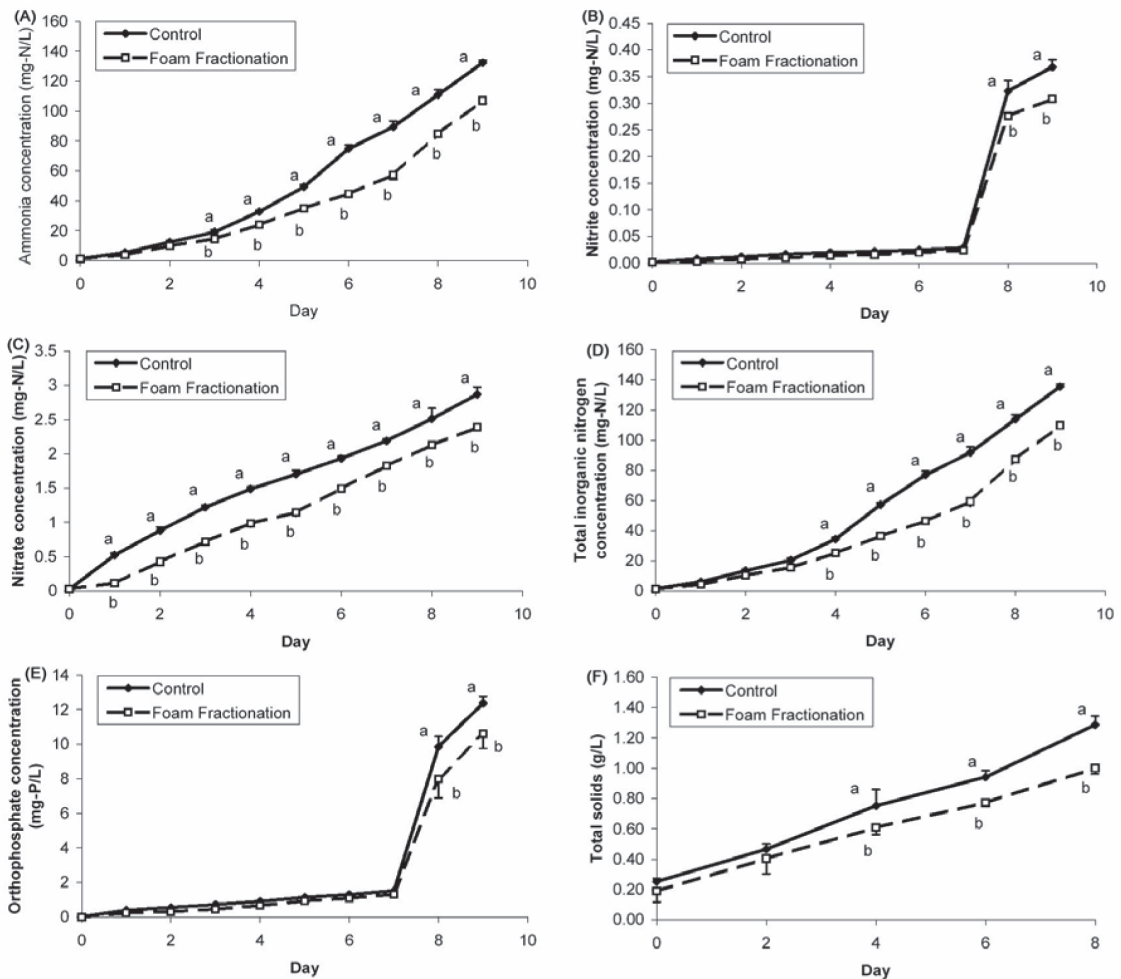 (A)
160
140
120
100
80
60
40
20
0
Ammonia concentration (mg-N/L)
Control
Foam Fractionation
a
a
a
a
a
a
a
b
b
b
b
b
b
b
0
2
4
6
8
10
Day
(B)
0.45
0.40
0.35
0.30
0.25
0.20
0.15
0.10
0.05
0.00
Nitrite concentration (mg-N/L)
Control
Foam Fractionation
a
a
b
b
0
2
4
6
8
10
Day
(C)
3.5
3
2.5
2
1.5
1
0.5
0
Nitrate concentration (mg-N/L)
Control
Foam Fractionation
a
a
a
a
a
a
a
a
a
b
b
b
b
b
b
b
b
b
0
2
4
6
8
10
Day
(D)
160
140
120
100
80
60
40
20
0
Total inorganic nitrogen
concentration (mg-N/L)
Control
Foam Fractionation
a
a
a
a
a
a
b
b
b
b
b
b
0
2
4
6
8
10
Day
(E)
14
12
10
8
6
4
2
0
Orthophosphate concentration
(mg-P/L)
Control
Foam Fractionation
a
a
b
b
0
2
4
6
8
10
Day
(F)
1.60
1.40
1.20
1.00
0.80
0.60
0.40
0.20
0.00
Total solids (g/L)
Control
Foam Fractionation
a
a
a
b
b
b
0
2
4
6
8
Day